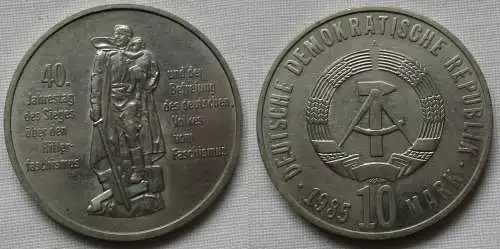 40.
Jahrestag
des Sieges
über den
Hitler-
faschismus
und der
Befreiung
des deutschen
Volkes
vom
Faschismus
DEUTSCHE DEMOKRATISCHE REPUBLIK
· 1985 10 MARK ·